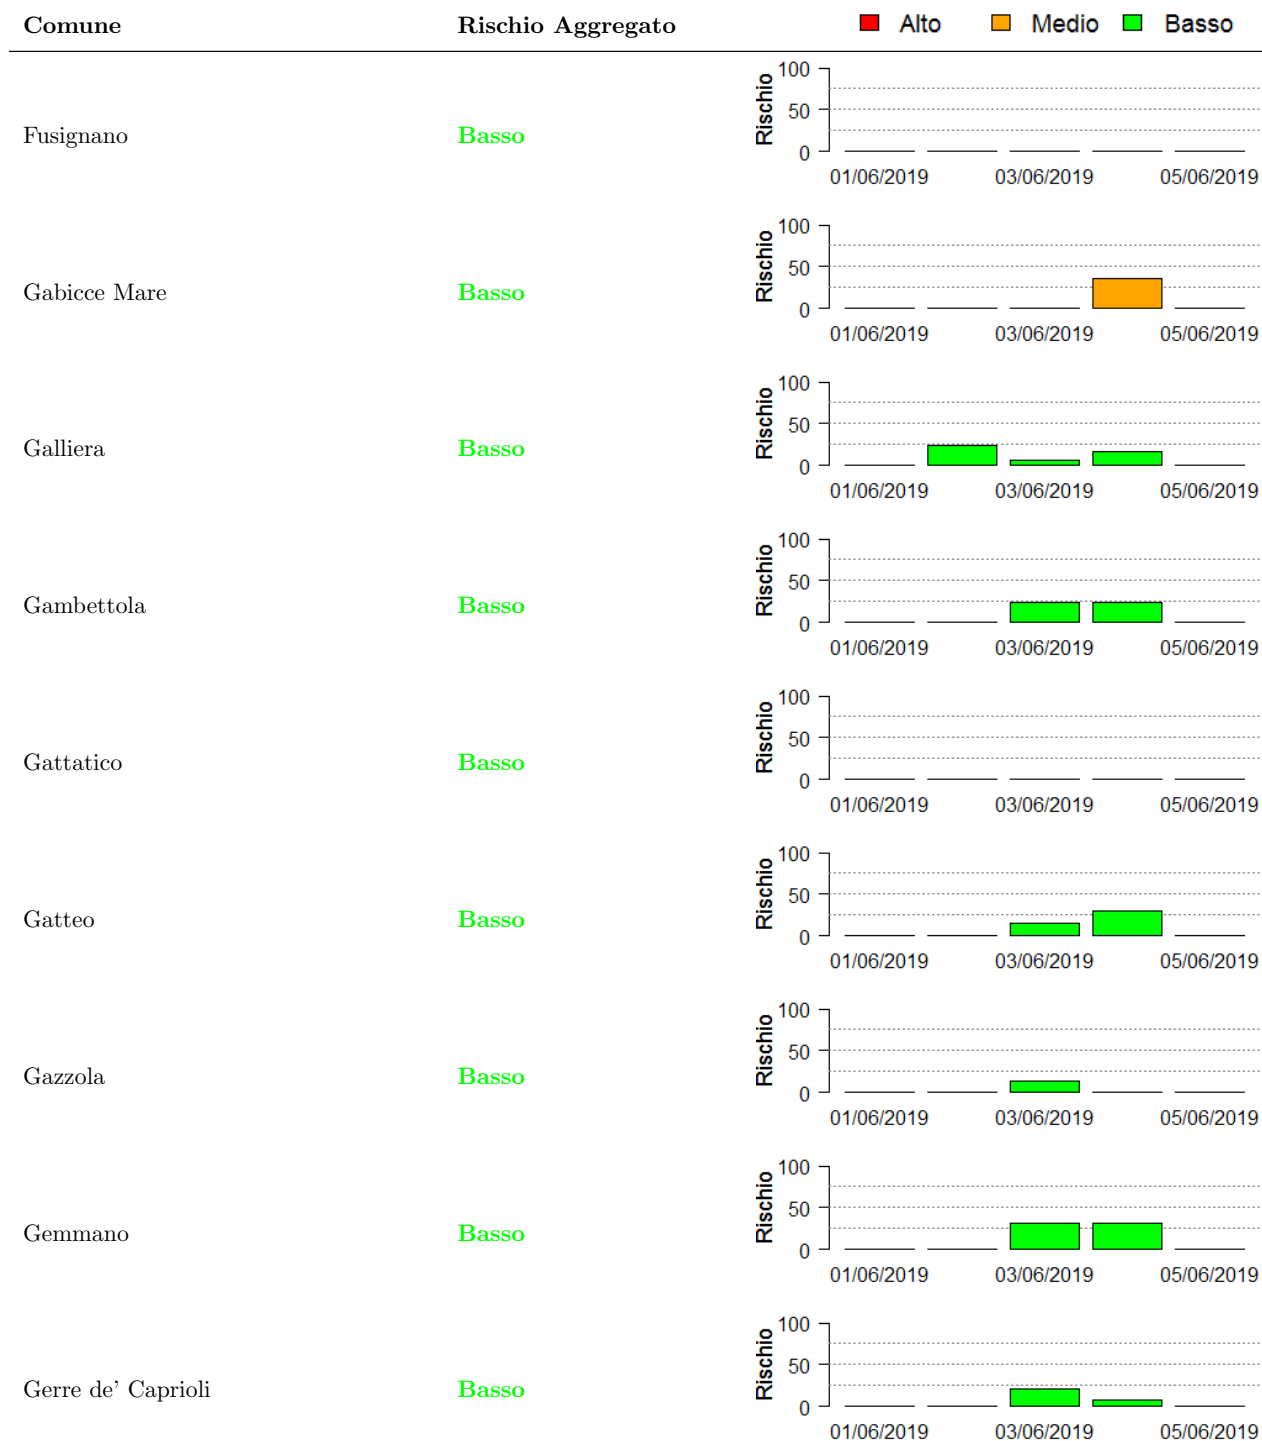 Comune Rischio Aggregato Alto Medio Basso
100
50
0
Rischio
Fusignano Basso
01/06/2019 03/06/2019 05/06/2019
100
50
0
Rischio
Gabicce Mare Basso
01/06/2019 03/06/2019 05/06/2019
100
50
0
Rischio
Galliera Basso
01/06/2019 03/06/2019 05/06/2019
100
50
0
Rischio
Gambettola Basso
01/06/2019 03/06/2019 05/06/2019
100
50
0
Rischio
Gattatico Basso
01/06/2019 03/06/2019 05/06/2019
100
50
0
Rischio
Gatteo Basso
01/06/2019 03/06/2019 05/06/2019
100
50
0
Rischio
Gazzola Basso
01/06/2019 03/06/2019 05/06/2019
100
50
0
Rischio
Gemmano Basso
01/06/2019 03/06/2019 05/06/2019
100
50
0
Rischio
Gerre de' Caprioli Basso
01/06/2019 03/06/2019 05/06/2019